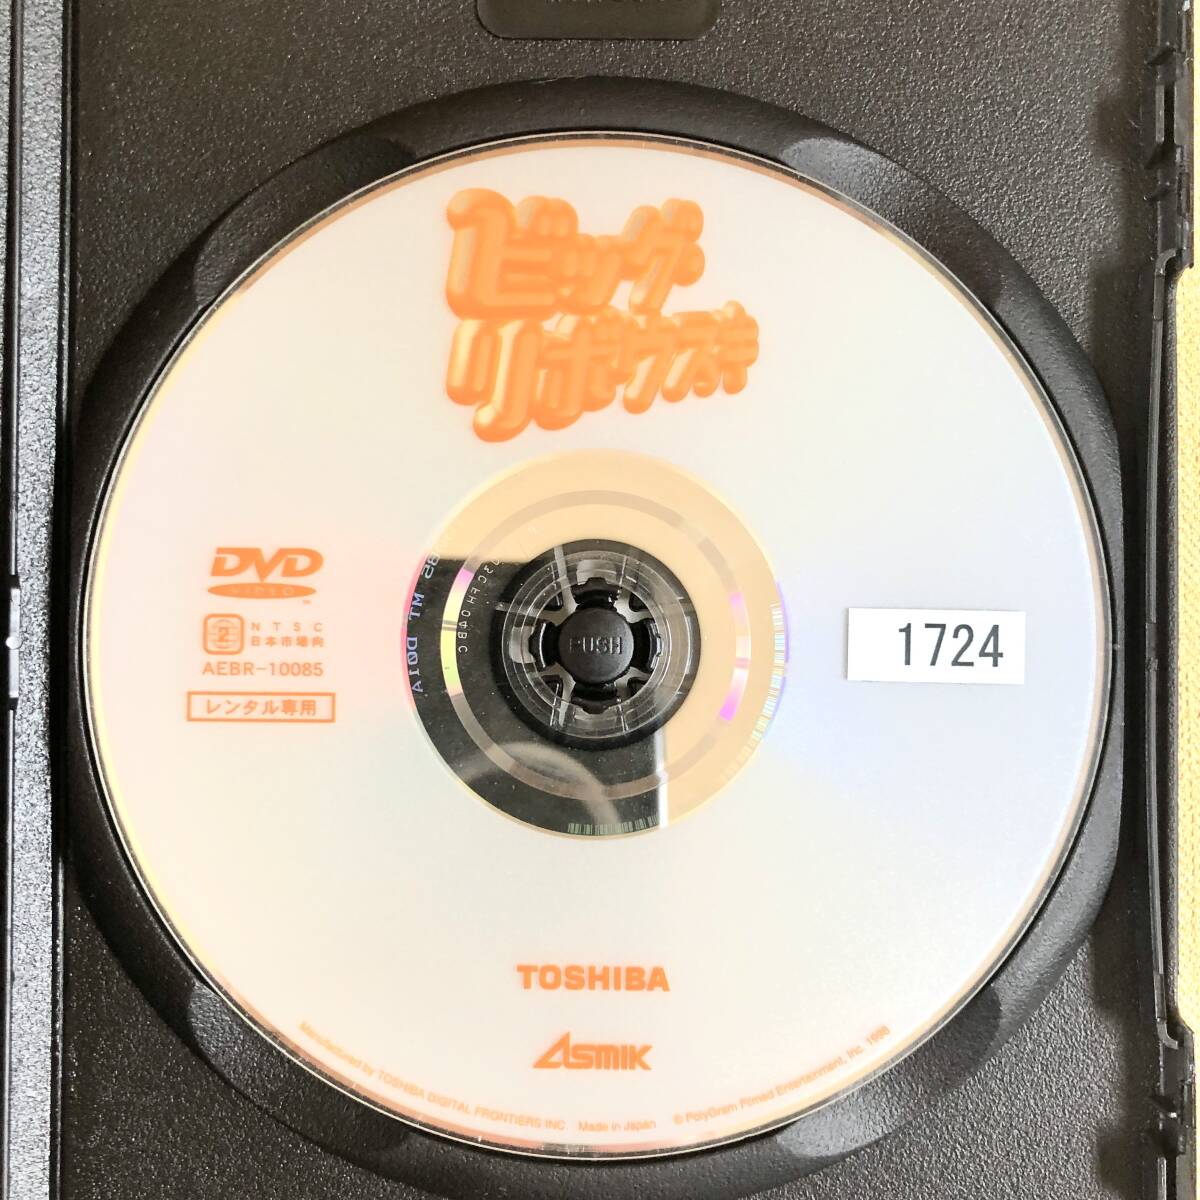 ビッグ
リボウスキ
DVD
VIDEO
TM
2
NTSC
日本市場向
AEBR-10085
レンタル専用
1724
PUSH
TOSHIBA
ASMIK
Manufactured by TOSHIBA DIGITAL FRONTIERS INC Made in Japan © PolyGram Filmed Entertainment, Inc. 1998